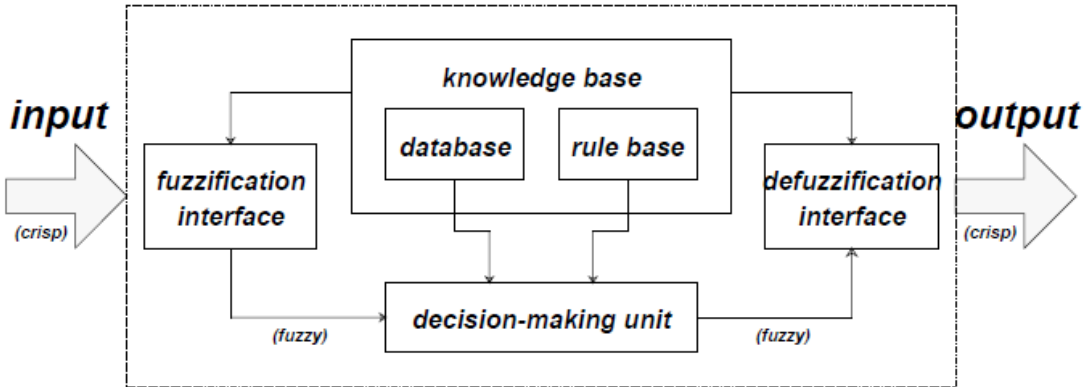 knowledge base
input
output
database
rule base
fuzzification
interface
defuzzification
interface
(crisp)
(crisp)
decision-making unit
(fuzzy)
(fuzzy)